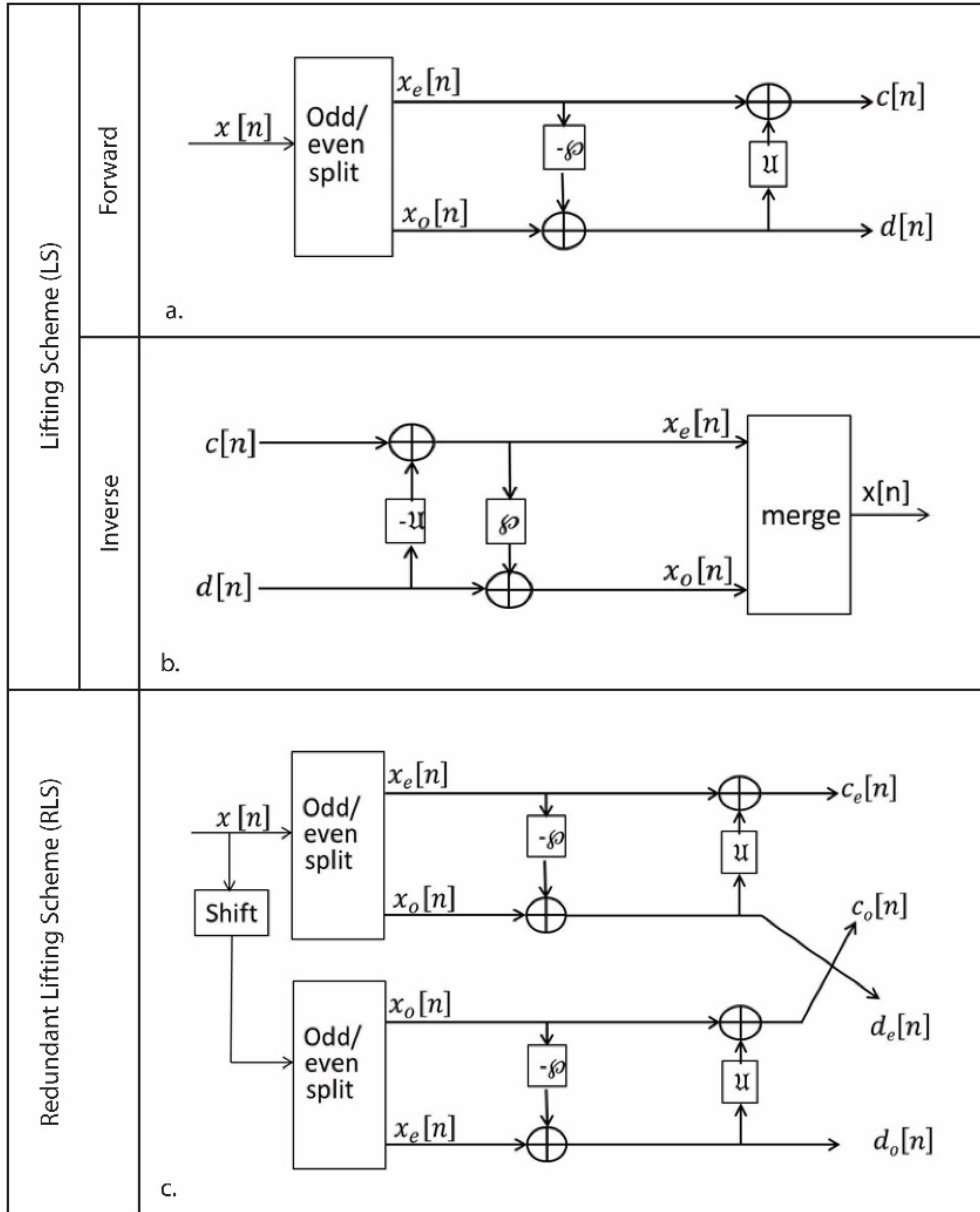 Lifting Scheme (LS)
Forward
x [n]
Odd/
even
split
x_e[n]
x_o[n]
-℘
𝔘
c[n]
d[n]
a.
Inverse
c[n]
d[n]
-𝔘
℘
x_e[n]
x_o[n]
merge
x[n]
b.
Redundant Lifting Scheme (RLS)
x [n]
Shift
Odd/
even
split
x_e[n]
x_o[n]
-℘
𝔘
c_e[n]
c_o[n]
Odd/
even
split
x_o[n]
x_e[n]
-℘
𝔘
d_e[n]
d_o[n]
c.